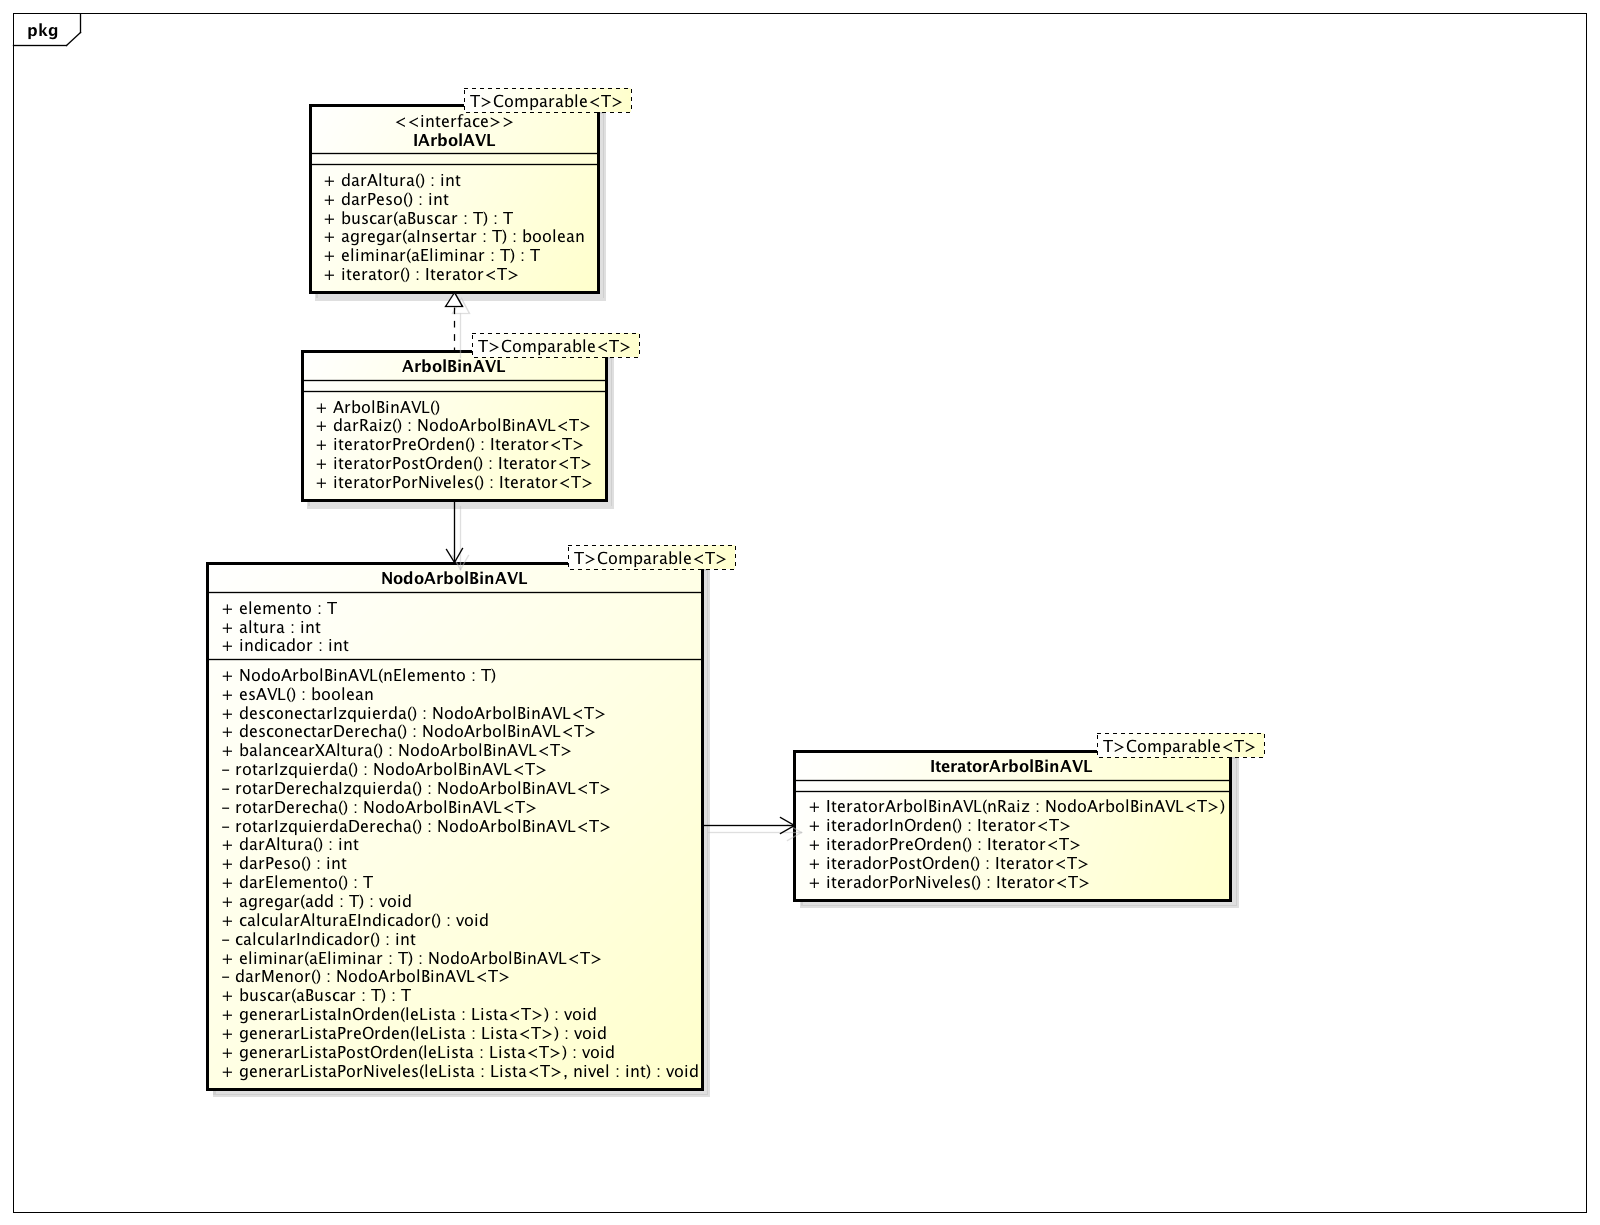 pkg
T>Comparable<T>
<<interface>>
IArbolAVL
+ darAltura() : int
+ darPeso() : int
+ buscar(aBuscar : T) : T
+ agregar(aInsertar : T) : boolean
+ eliminar(aEliminar : T) : T
+ iterator() : Iterator<T>
T>Comparable<T>
ArbolBinAVL
+ ArbolBinAVL()
+ darRaiz() : NodoArbolBinAVL<T>
+ iteratorPreOrden() : Iterator<T>
+ iteratorPostOrden() : Iterator<T>
+ iteratorPorNiveles() : Iterator<T>
T>Comparable<T>
NodoArbolBinAVL
+ elemento : T
+ altura : int
+ indicador : int
+ NodoArbolBinAVL(nElemento : T)
+ esAVL() : boolean
+ desconectarIzquierda() : NodoArbolBinAVL<T>
+ desconectarDerecha() : NodoArbolBinAVL<T>
+ balancearXAltura() : NodoArbolBinAVL<T>
- rotarIzquierda() : NodoArbolBinAVL<T>
- rotarDerechaIzquierda() : NodoArbolBinAVL<T>
- rotarDerecha() : NodoArbolBinAVL<T>
- rotarIzquierdaDerecha() : NodoArbolBinAVL<T>
+ darAltura() : int
+ darPeso() : int
+ darElemento() : T
+ agregar(add : T) : void
+ calcularAlturaEIndicador() : void
- calcularIndicador() : int
+ eliminar(aEliminar : T) : NodoArbolBinAVL<T>
- darMenor() : NodoArbolBinAVL<T>
+ buscar(aBuscar : T) : T
+ generarListaInOrden(leLista : Lista<T>) : void
+ generarListaPreOrden(leLista : Lista<T>) : void
+ generarListaPostOrden(leLista : Lista<T>) : void
+ generarListaPorNiveles(leLista : Lista<T>, nivel : int) : void
T>Comparable<T>
IteratorArbolBinAVL
+ IteratorArbolBinAVL(nRaiz : NodoArbolBinAVL<T>)
+ iteradorInOrden() : Iterator<T>
+ iteradorPreOrden() : Iterator<T>
+ iteradorPostOrden() : Iterator<T>
+ iteradorPorNiveles() : Iterator<T>